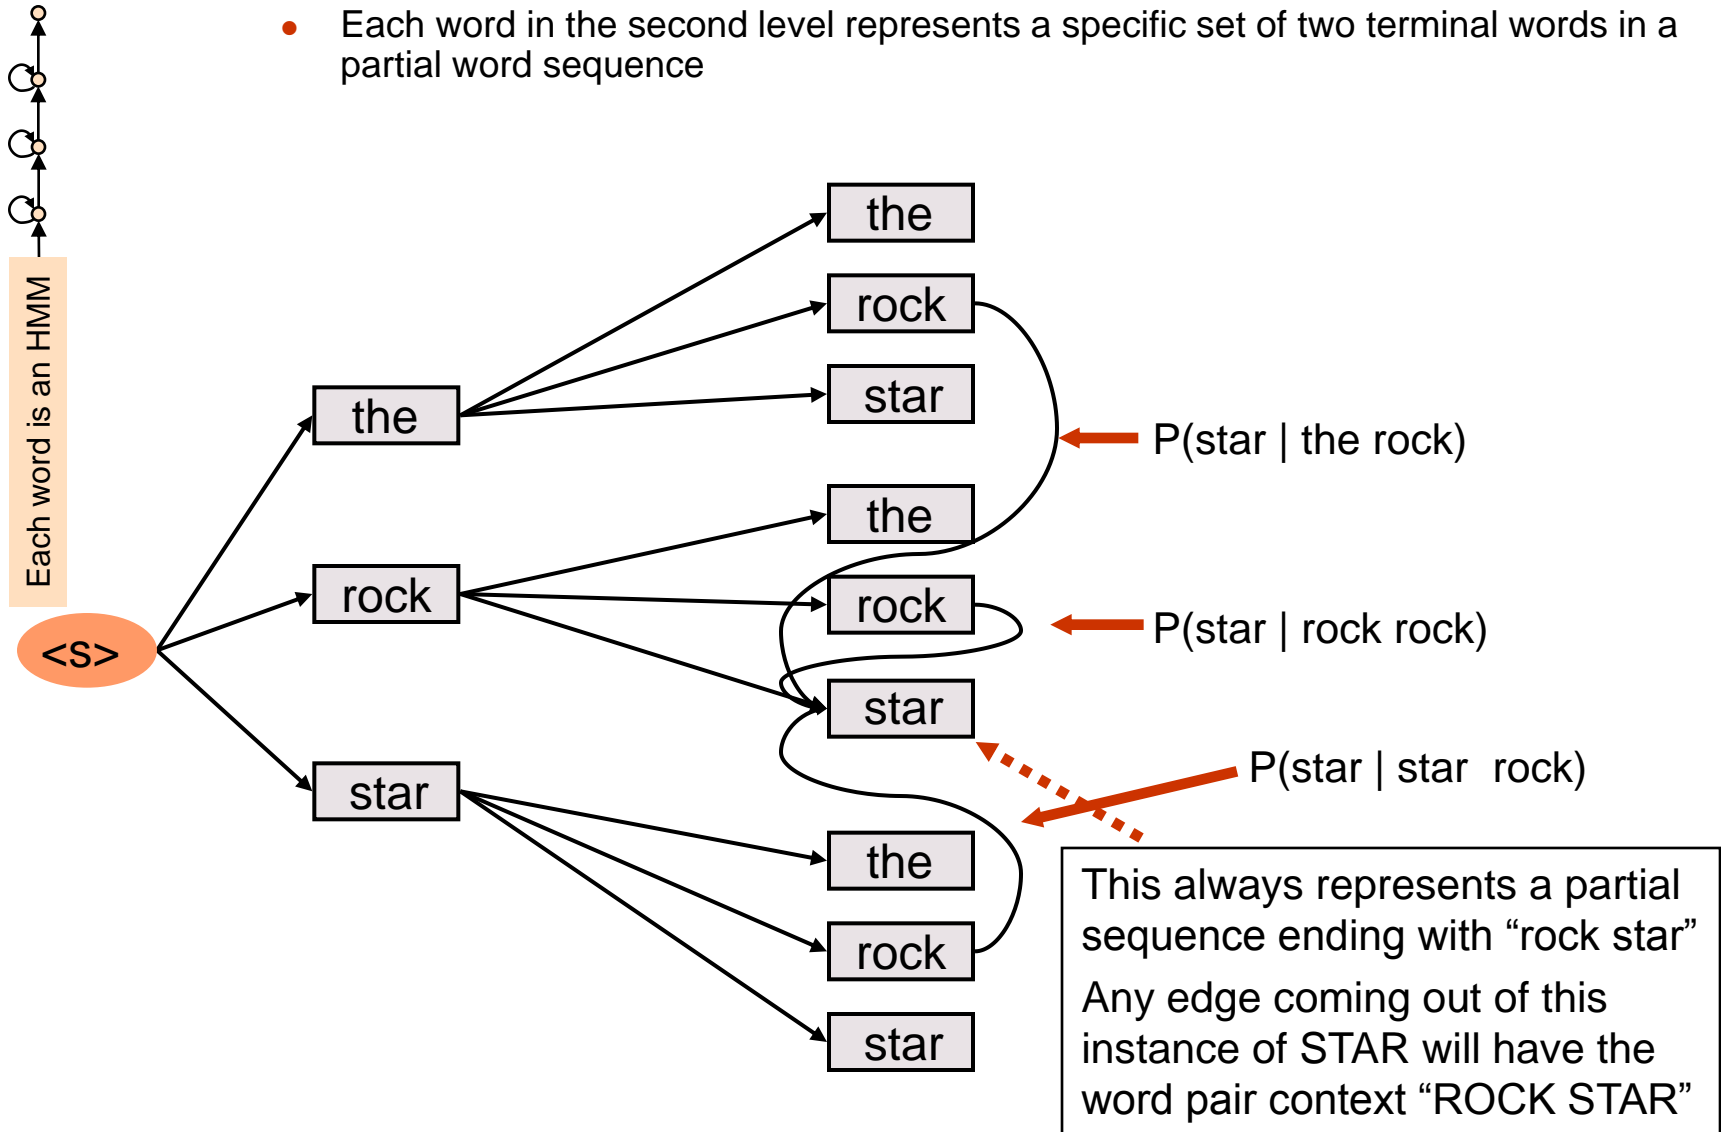 • Each word in the second level represents a specific set of two terminal words in a
partial word sequence
Each word is an HMM
<s>
the
rock
star
the
rock
star
the
rock
star
the
rock
star
P(star | the rock)
P(star | rock rock)
P(star | star rock)
This always represents a partial
sequence ending with “rock star”
Any edge coming out of this
instance of STAR will have the
word pair context “ROCK STAR”